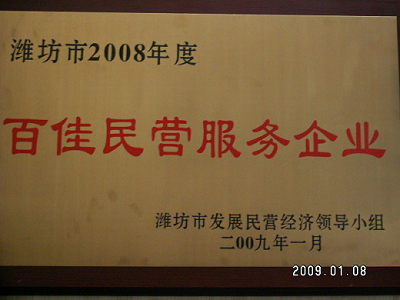 潍坊市2008年度
百佳民营服务企业
潍坊市发展民营经济领导小组
二00九年一月
2009.01.08